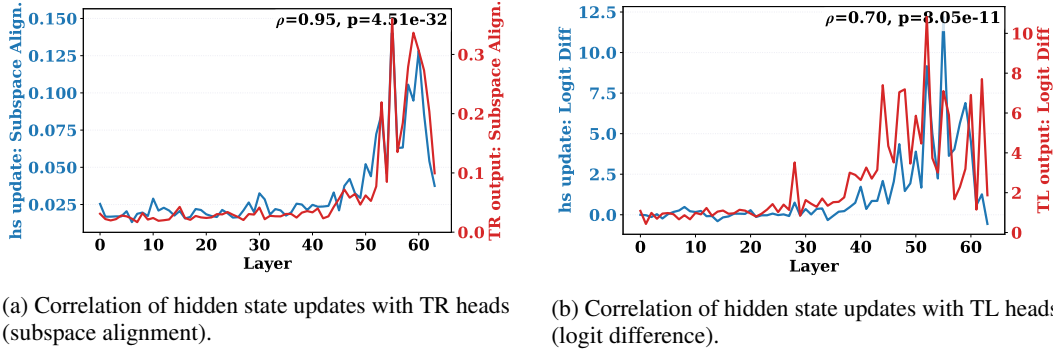 ρ=0.95, p=4.51e-32
hs update: Subspace Align.
0.150
0.125
0.100
0.075
0.050
0.025
0.3
0.2
0.1
0.0
TR output: Subspace Align.
0 10 20 30 40 50 60
Layer
(a) Correlation of hidden state updates with TR heads
(subspace alignment).
ρ=0.70, p=8.05e-11
hs update: Logit Diff
12.5
10.0
7.5
5.0
2.5
0.0
10
8
6
4
2
0
TL output: Logit Diff
0 10 20 30 40 50 60
Layer
(b) Correlation of hidden state updates with TL heads
(logit difference).